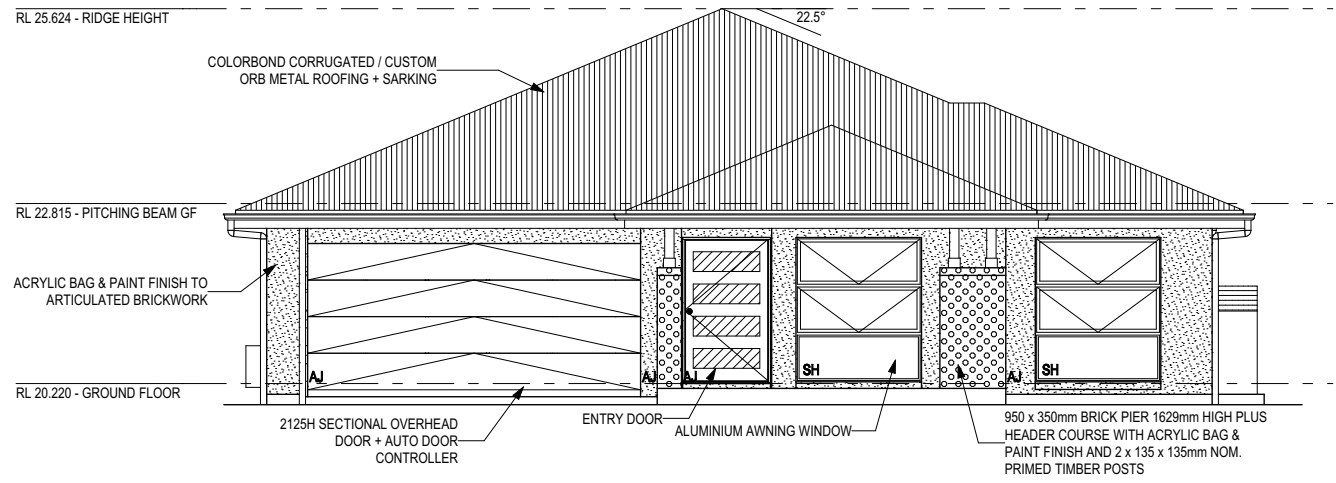 RL 25.624 - RIDGE HEIGHT
22.5°
COLORBOND CORRUGATED / CUSTOM
ORB METAL ROOFING + SARKING
RL 22.815 - PITCHING BEAM GF
ACRYLIC BAG & PAINT FINISH TO
ARTICULATED BRICKWORK
AJ
AJ
AJ
SH
AJ
SH
RL 20.220 - GROUND FLOOR
2125H SECTIONAL OVERHEAD
DOOR + AUTO DOOR
CONTROLLER
ENTRY DOOR
ALUMINIUM AWNING WINDOW
950 x 350mm BRICK PIER 1629mm HIGH PLUS
HEADER COURSE WITH ACRYLIC BAG &
PAINT FINISH AND 2 x 135 x 135mm NOM.
PRIMED TIMBER POSTS